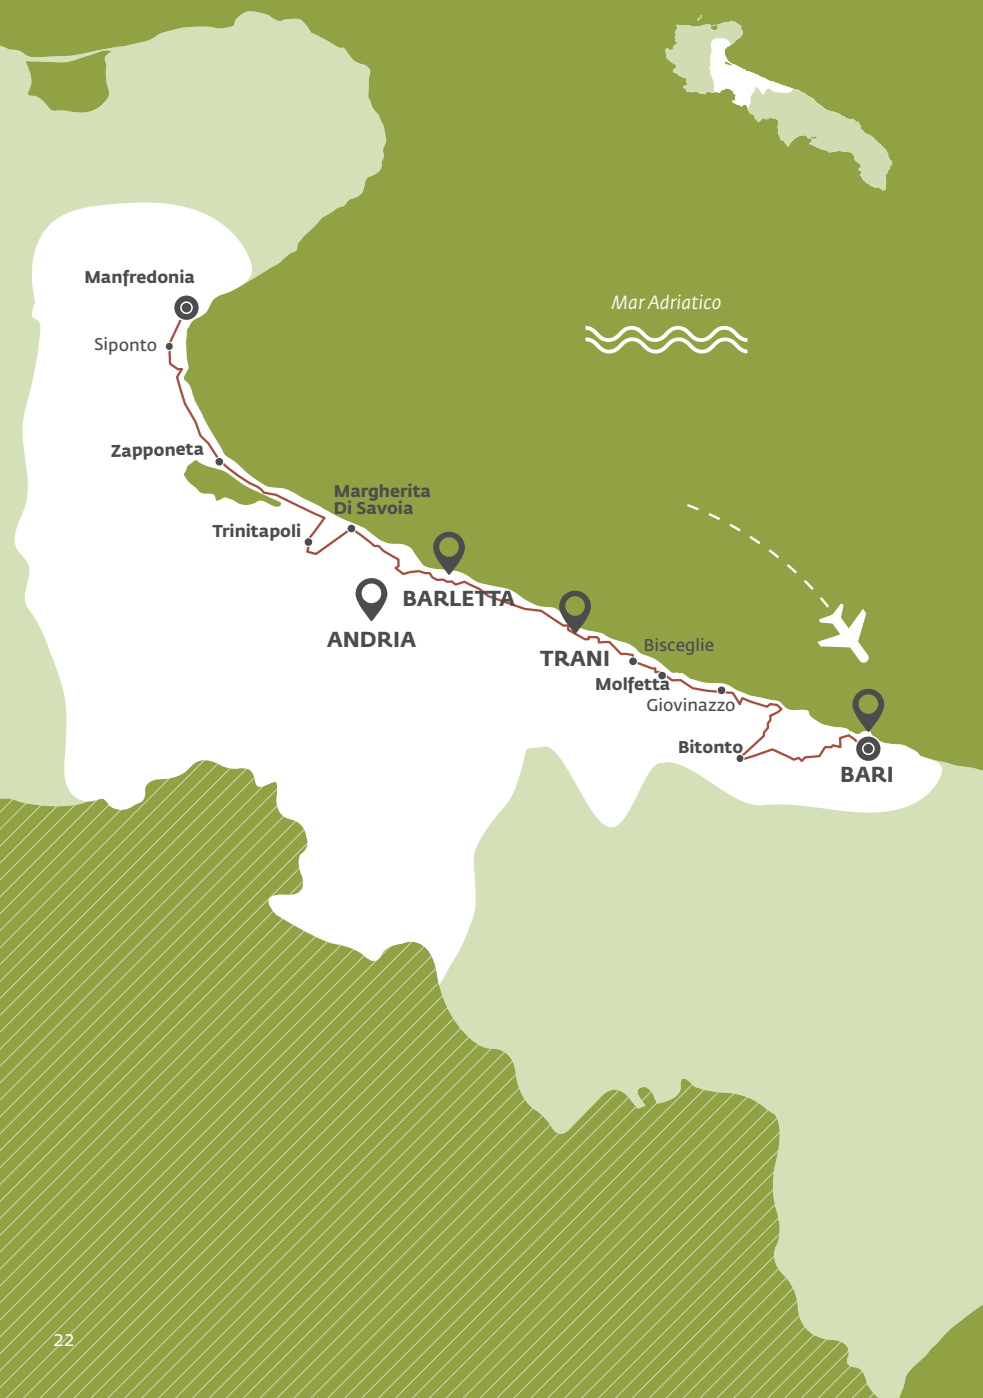 Manfredonia
Mar Adriatico
Siponto
Zapponeta
Margherita
Di Savoia
Trinitapoli
BARLETTA
ANDRIA
TRANI
Bisceglie
Molfetta
Giovinazzo
Bitonto
BARI
22